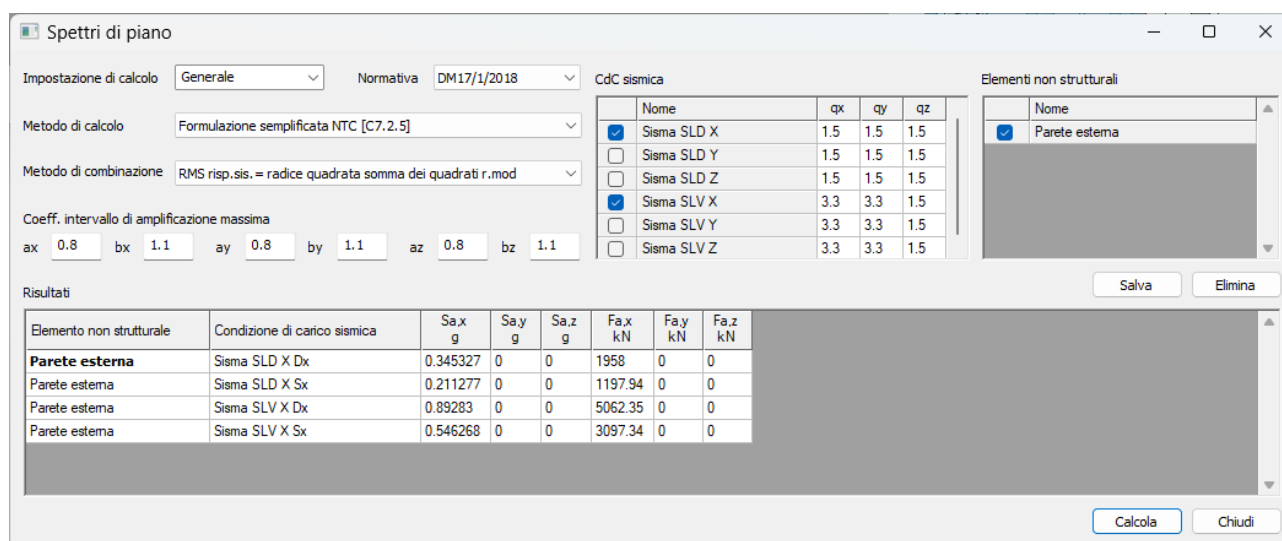 Spettri di piano
Impostazione di calcolo Generale Normativa DM17/1/2018 CdC sismica Elementi non strutturali
Nome qx qy qz Nome
Sisma SLD X 1.5 1.5 1.5 Parete esterna
Metodo di calcolo Formulazione semplificata NTC [C7.2.5]
Sisma SLD Y 1.5 1.5 1.5
Sisma SLD Z 1.5 1.5 1.5
Metodo di combinazione RMS risp.sis. = radice quadrata somma dei quadrati r.mod
Sisma SLV X 3.3 3.3 1.5
Sisma SLV Y 3.3 3.3 1.5
Sisma SLV Z 3.3 3.3 1.5
Coeff. intervallo di amplificazione massima
ax 0.8 bx 1.1 ay 0.8 by 1.1 az 0.8 bz 1.1
Salva Elimina
Risultati
Elemento non strutturale Condizione di carico sismica Sa,x g Sa,y g Sa,z g Fa,x kN Fa,y kN Fa,z kN
Parete esterna Sisma SLD X Dx 0.345327 0 0 1958 0 0
Parete esterna Sisma SLD X Sx 0.211277 0 0 1197.94 0 0
Parete esterna Sisma SLV X Dx 0.89283 0 0 5062.35 0 0
Parete esterna Sisma SLV X Sx 0.546268 0 0 3097.34 0 0
Calcola Chiudi